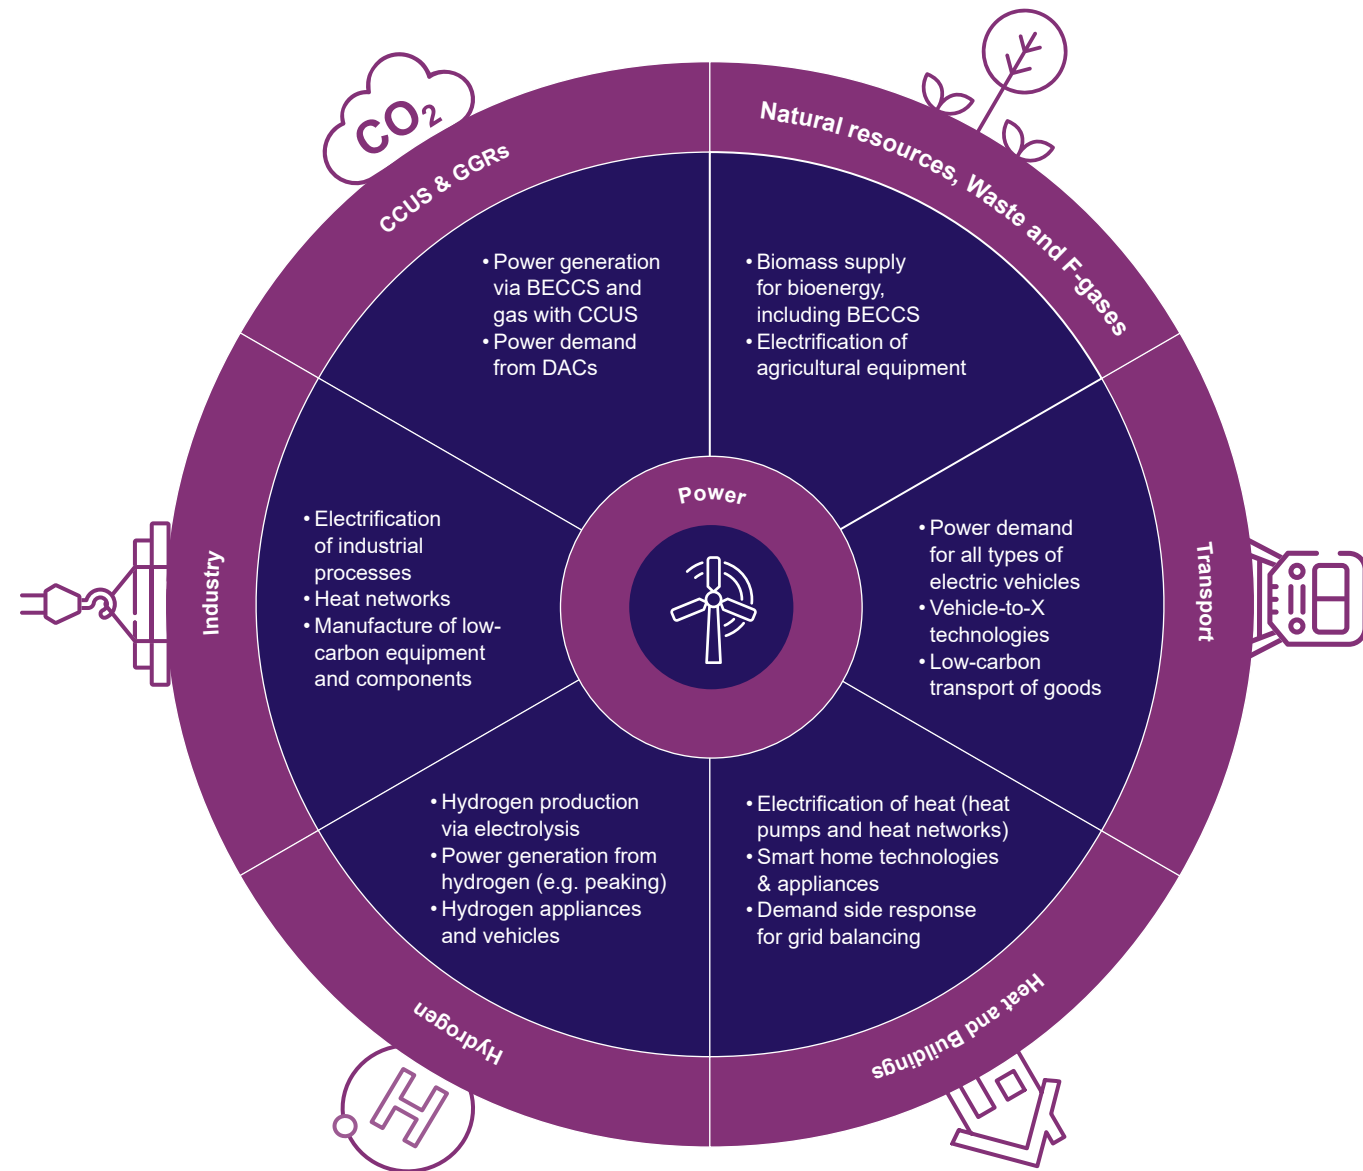 CO2
CCUS & GGRs
• Power generation
via BECCS and
gas with CCUS
• Power demand
from DACs
Natural resources, Waste and F-gases
• Biomass supply
for bioenergy,
including BECCS
• Electrification of
agricultural equipment
Power
Industry
• Electrification
of industrial
processes
• Heat networks
• Manufacture of low-
carbon equipment
and components
Transport
• Power demand
for all types of
electric vehicles
• Vehicle-to-X
technologies
• Low-carbon
transport of goods
• Hydrogen production
via electrolysis
• Power generation from
hydrogen (e.g. peaking)
• Hydrogen appliances
and vehicles
Hydrogen
H
• Electrification of heat (heat
pumps and heat networks)
• Smart home technologies
& appliances
• Demand side response
for grid balancing
Heat and Buildings